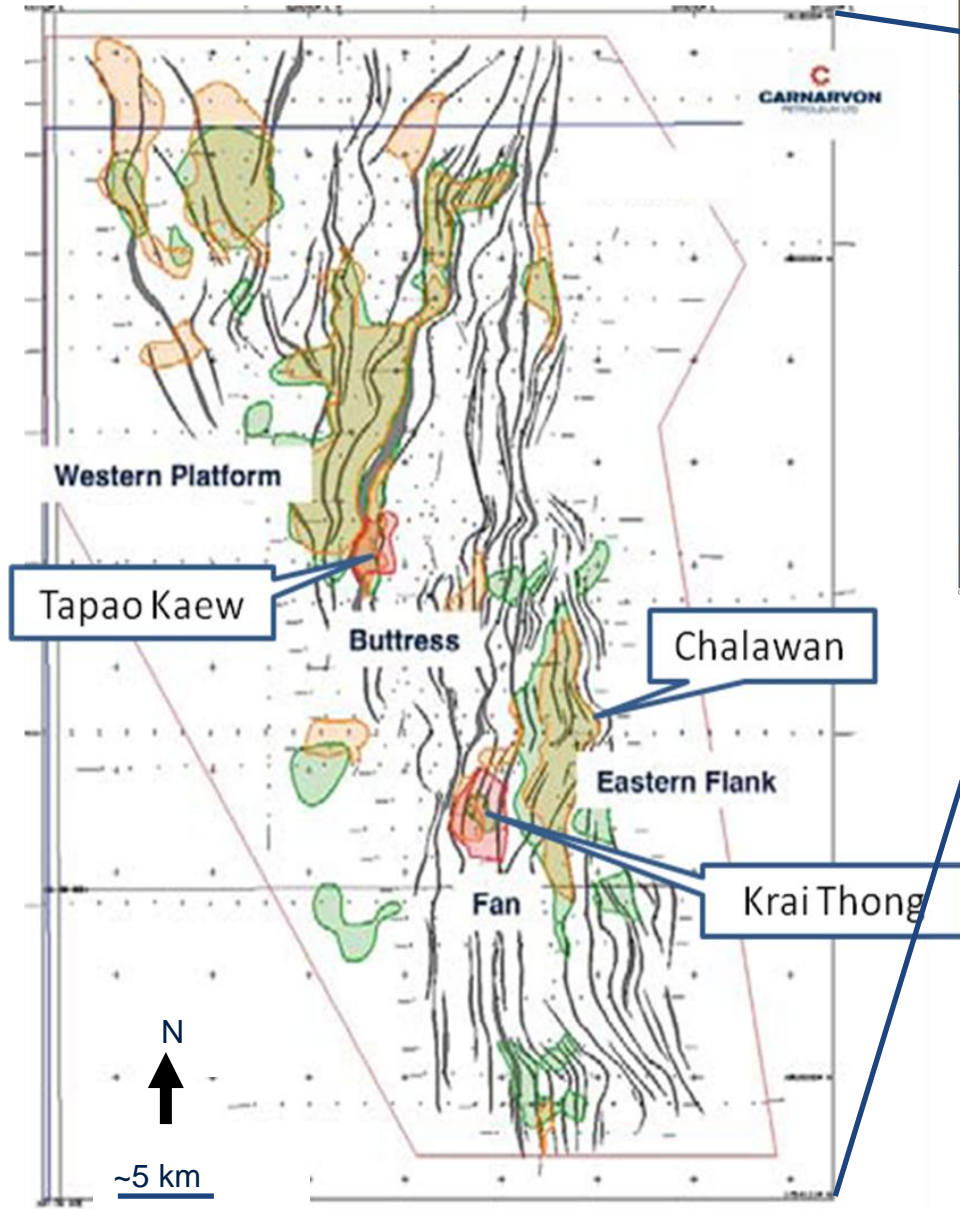 CARNARVON
PETROLEUM LTD
Western Platform
Tapao Kaew
Buttress
Chalawan
Eastern Flank
Krai Thong
Fan
N
~5 km